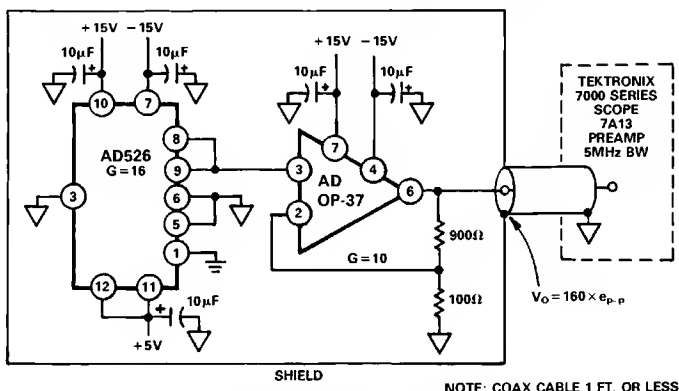 +15V
-15V
10μF
+
10μF
+
10
7
8
AD526
G=16
9
3
6
5
1
12
11
+
10μF
+5V
+15V
-15V
10μF
+
10μF
+
7
4
3
AD
OP-37
6
2
G=10
900Ω
100Ω
TEKTRONIX
7000 SERIES
SCOPE
7A13
PREAMP
5MHz BW
VO=160×ep-p
SHIELD
NOTE: COAX CABLE 1 FT. OR LESS